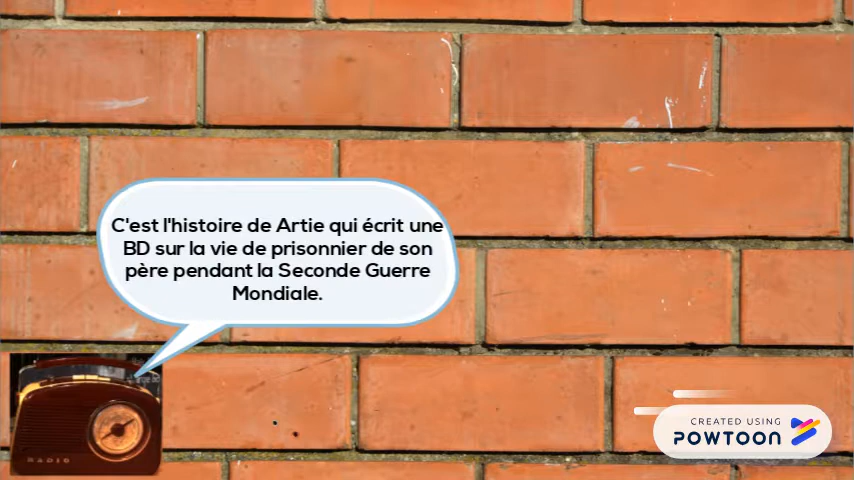 C'est l'histoire de Artie qui écrit une
BD sur la vie de prisonnier de son
père pendant la Seconde Guerre
Mondiale.
RADIO
CREATED USING
POWTOON